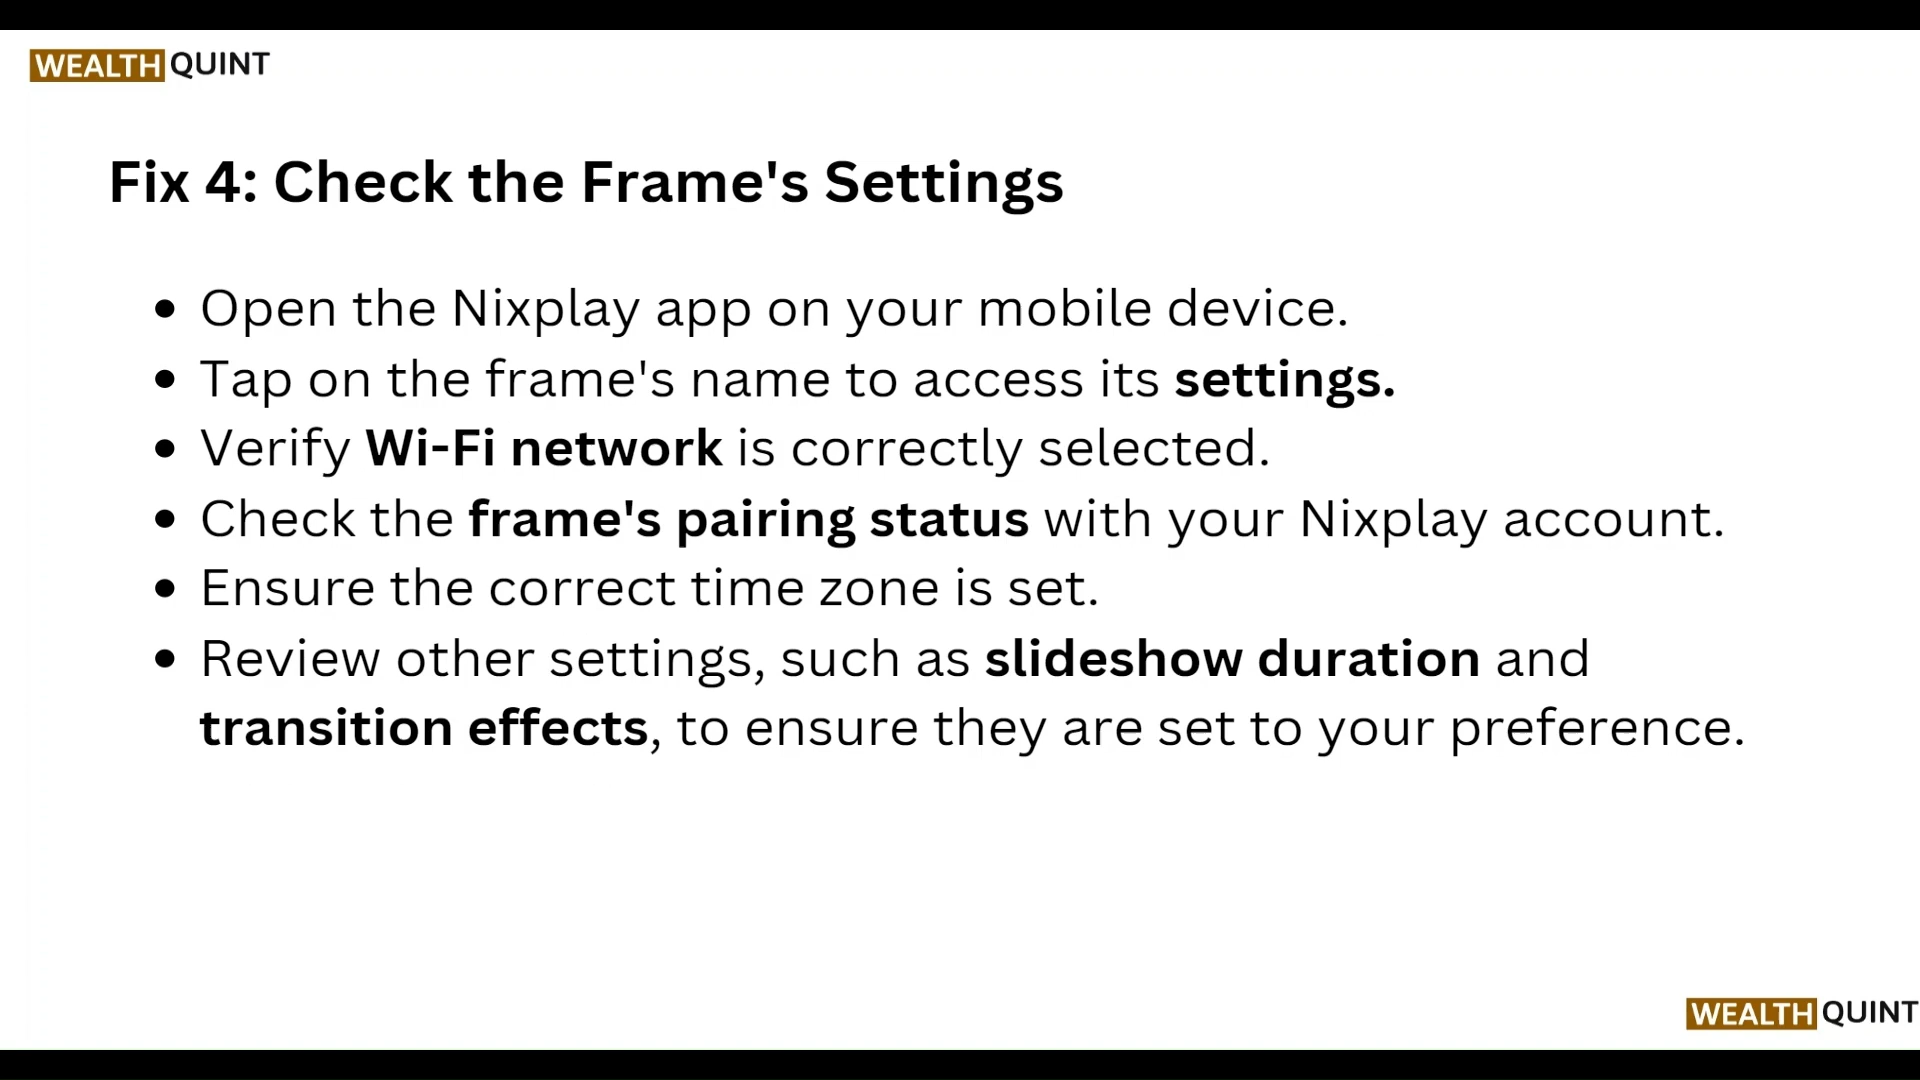 WEALTH QUINT
Fix 4: Check the Frame's Settings
• Open the Nixplay app on your mobile device.
• Tap on the frame's name to access its settings.
• Verify Wi-Fi network is correctly selected.
• Check the frame's pairing status with your Nixplay account.
• Ensure the correct time zone is set.
• Review other settings, such as slideshow duration and
transition effects, to ensure they are set to your preference.
WEALTH QUINT